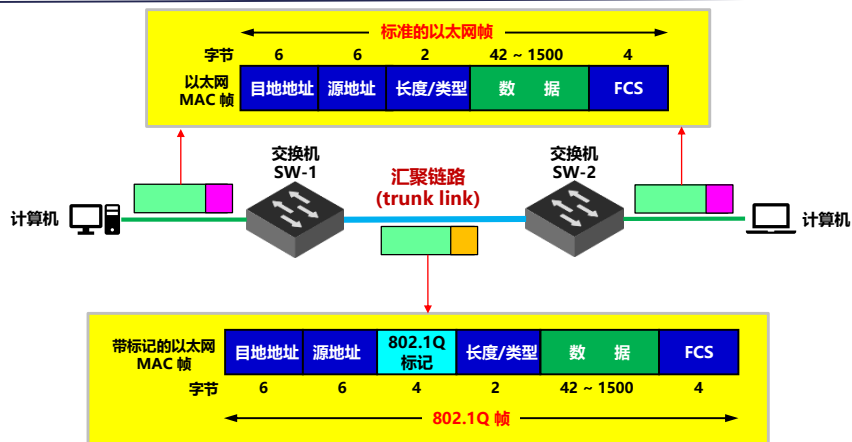 标准的以太网帧
字节 6 6 2 42 ~ 1500 4
以太网
MAC 帧
目地地址 源地址 长度/类型 数 据 FCS
交换机
SW-1
汇聚链路
(trunk link)
交换机
SW-2
计算机
计算机
带标记的以太网
MAC 帧
目地地址 源地址 802.1Q
标记 长度/类型 数 据 FCS
字节 6 6 4 2 42 ~ 1500 4
802.1Q 帧